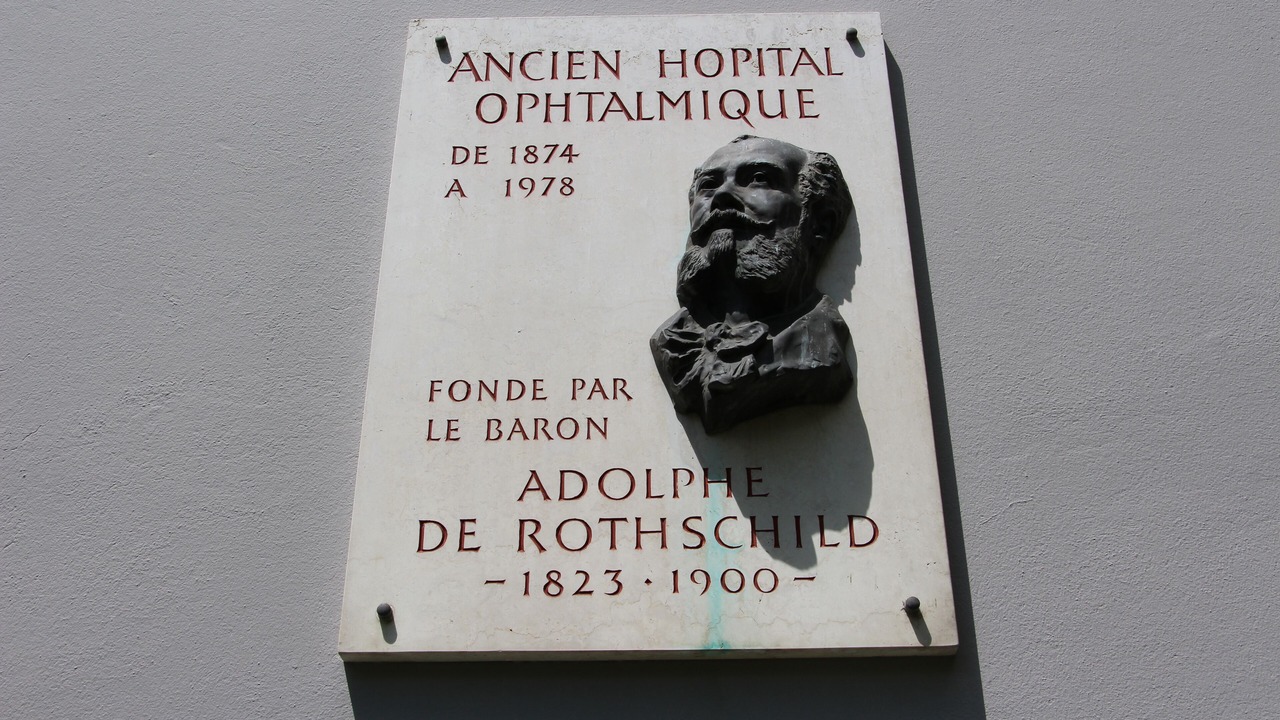 ANCIEN HOPITAL
OPHTALMIQUE
DE 1874
A 1978
FONDE PAR
LE BARON
ADOLPHE
DE ROTHSCHILD
- 1823 · 1900 -